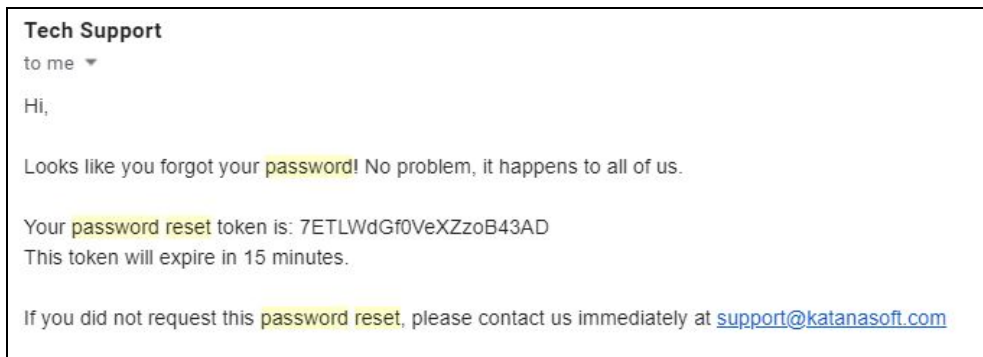 Tech Support
to me
Hi,
Looks like you forgot your password! No problem, it happens to all of us.
Your password reset token is: 7ETLWdGf0VeXZzoB43AD
This token will expire in 15 minutes.
If you did not request this password reset, please contact us immediately at support@katanasoft.com